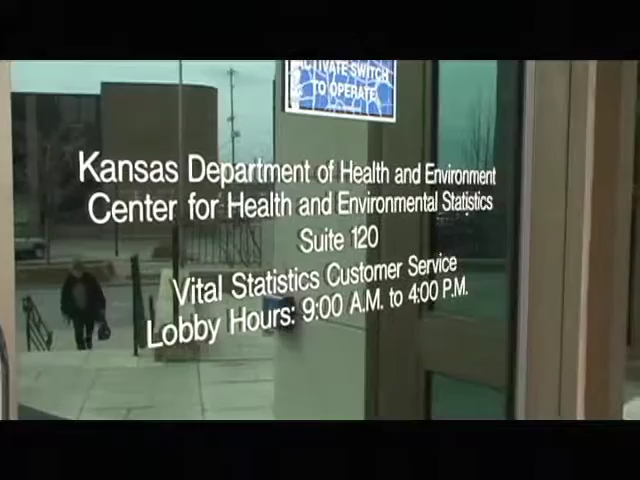 ACTIVATE SWITCH
TO OPERATE
Kansas Department of Health and Environment
Center for Health and Environmental Statistics
Suite 120
Vital Statistics Customer Service
Lobby Hours: 9:00 A.M. to 4:00 P.M.